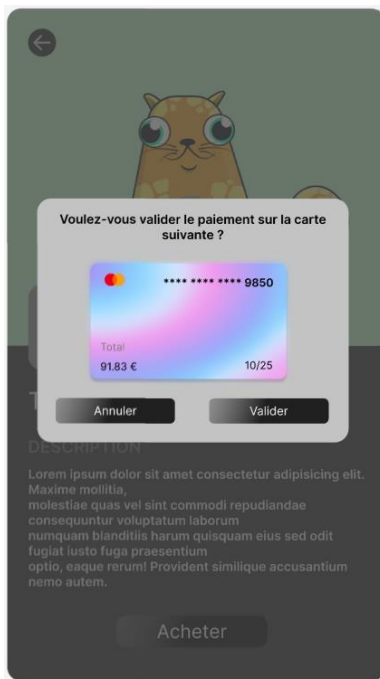 Voulez-vous valider le paiement sur la carte
suivante ?
**** **** **** 9850
Total
91.83 €
10/25
Annuler
Valider
T
DESCRIPTION
Lorem ipsum dolor sit amet consectetur adipisicing elit.
Maxime mollitia,
molestiae quas vel sint commodi repudiandae
consequuntur voluptatum laborum
numquam blanditiis harum quisquam eius sed odit
fugiat iusto fuga praesentium
optio, eaque rerum! Provident similique accusantium
nemo autem.
Acheter